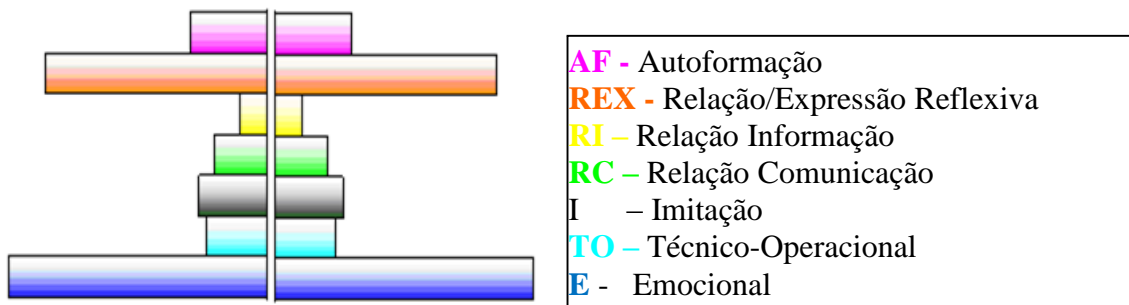 AF - Autoformação
REX - Relação/Expressão Reflexiva
RI – Relação Informação
RC – Relação Comunicação
I – Imitação
TO – Técnico-Operacional
E - Emocional